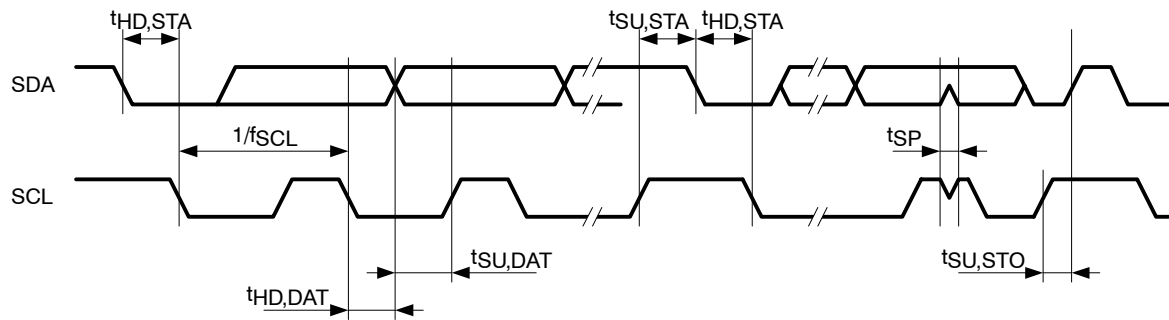 tHD,STA
tSU,STA
tHD,STA
SDA
1/fSCL
tSP
SCL
tSU,DAT
tSU,STO
tHD,DAT